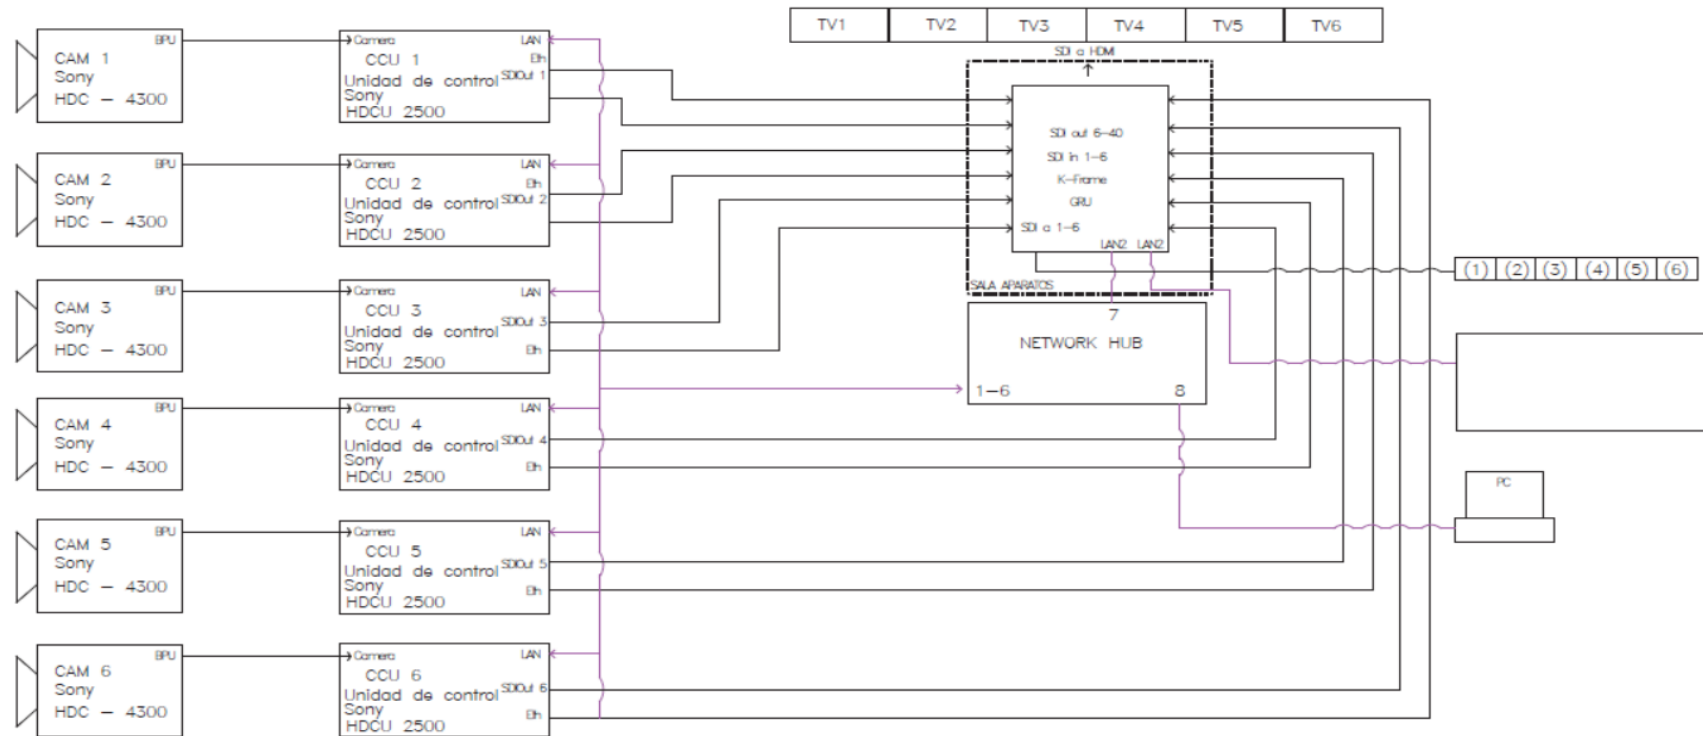 TV1 TV2 TV3 TV4 TV5 TV6
SDI a HDMI
CAM 1 BPU
Sony
HDC - 4300
Camera LAN
CCU 1 Eth
Unidad de control SDIOut 1
Sony
HDCU 2500
CAM 2 BPU
Sony
HDC - 4300
Camera LAN
CCU 2 Eth
Unidad de control SDIOut 2
Sony
HDCU 2500
CAM 3 BPU
Sony
HDC - 4300
Camera LAN
CCU 3
Unidad de control SDIOut 3
Sony Eth
HDCU 2500
CAM 4 BPU
Sony
HDC - 4300
Camera LAN
CCU 4
Unidad de control SDIOut 4
Sony
HDCU 2500 Eth
CAM 5 BPU
Sony
HDC - 4300
Camera LAN
CCU 5
Unidad de control SDIOut 5
Sony Eth
HDCU 2500
CAM 6 BPU
Sony
HDC - 4300
Camera LAN
CCU 6
Unidad de control SDIOut 6
Sony Eth
HDCU 2500
SDI out 6-40
SDI in 1-6
K-Frame
GRU
SDI a 1-6
LAN2 LAN2
SALA APARATOS
7
NETWORK HUB
1-6 8
(1) (2) (3) (4) (5) (6)
PC